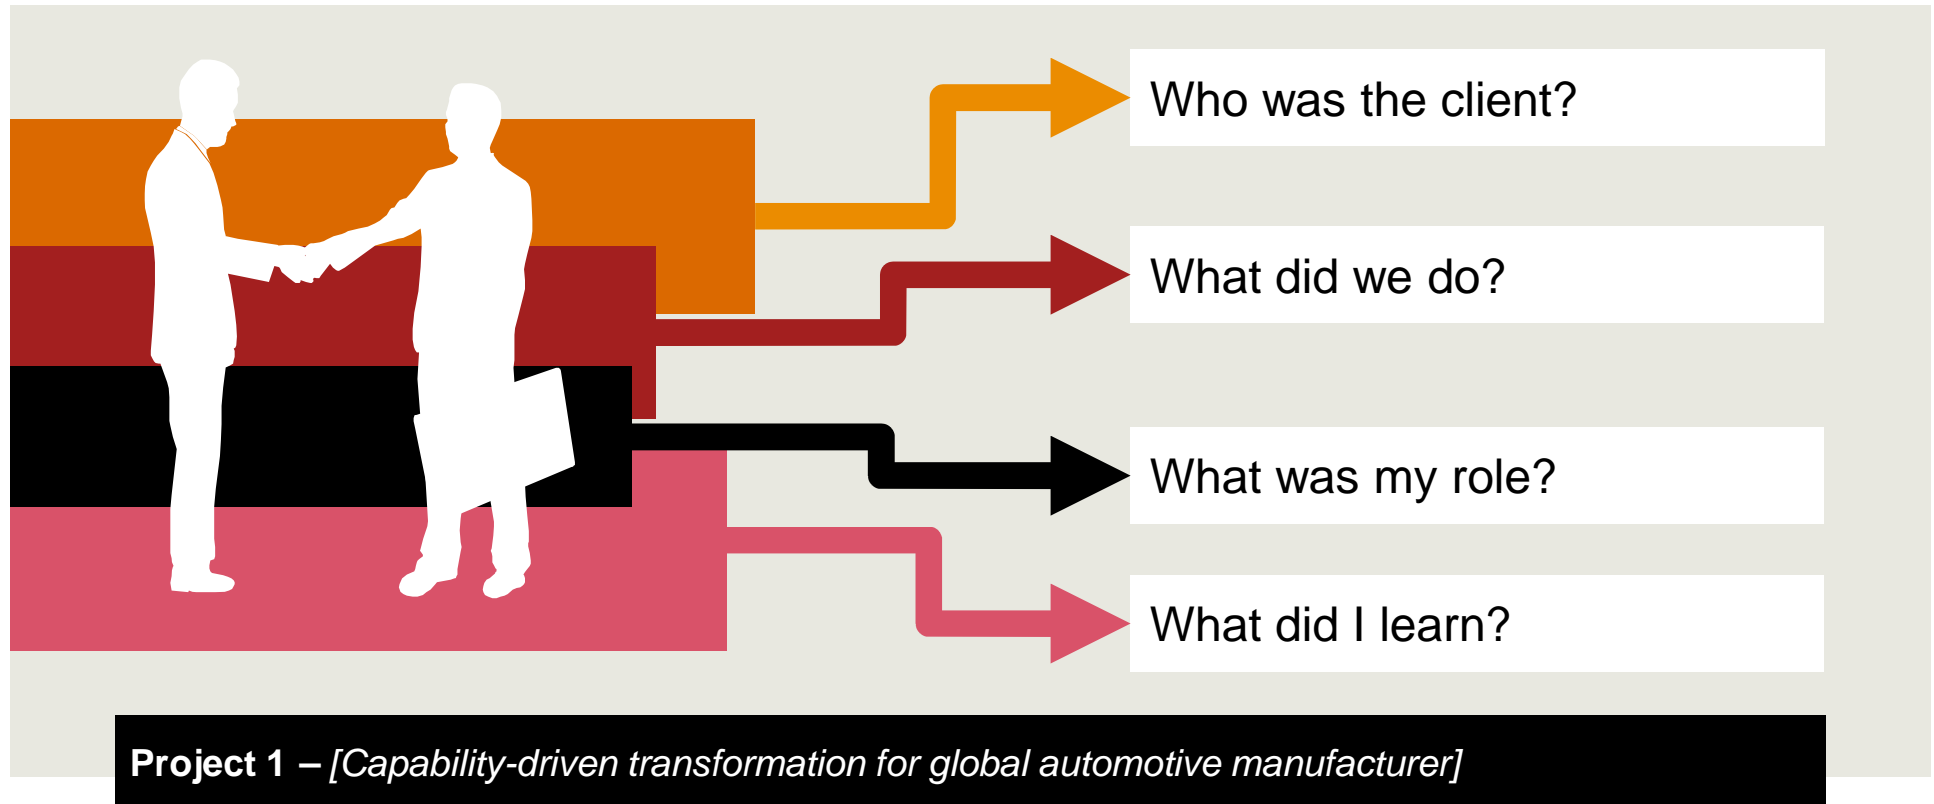 Who was the client?
What did we do?
What was my role?
What did I learn?
Project 1 – [Capability-driven transformation for global automotive manufacturer]